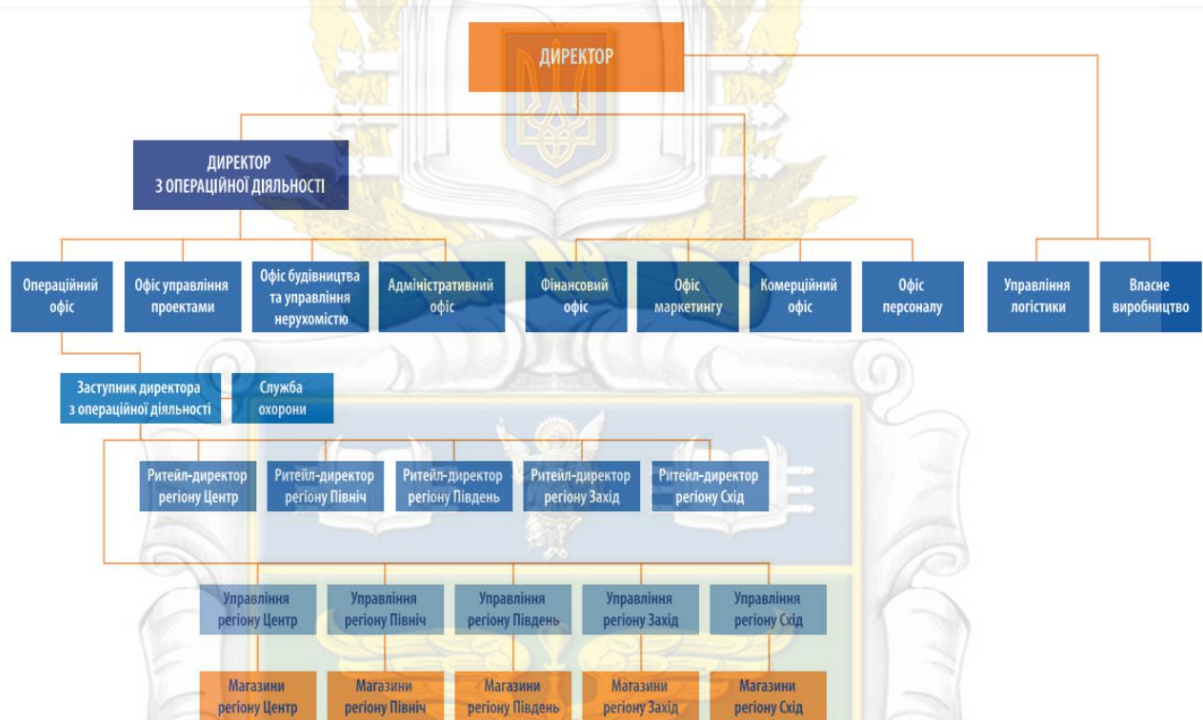 ДИРЕКТОР
ДИРЕКТОР
З ОПЕРАЦІЙНОЇ ДІЯЛЬНОСТІ
Операційний
офіс
Офіс управління
проектами
Офіс будівництва
та управління
нерухомістю
Адміністративний
офіс
Фінансовий
офіс
Офіс
маркетингу
Комерційний
офіс
Офіс
персоналу
Управління
логістики
Власне
виробництво
Заступник директора
з операційної діяльності
Служба
охорони
Ритейл-директор
регіону Центр
Ритейл-директор
регіону Північ
Ритейл-директор
регіону Південь
Ритейл-директор
регіону Захід
Ритейл-директор
регіону Схід
Управління
регіону Центр
Управління
регіону Північ
Управління
регіону Південь
Управління
регіону Захід
Управління
регіону Схід
Магазини
регіону Центр
Магазини
регіону Північ
Магазини
регіону Південь
Магазини
регіону Захід
Магазини
регіону Схід